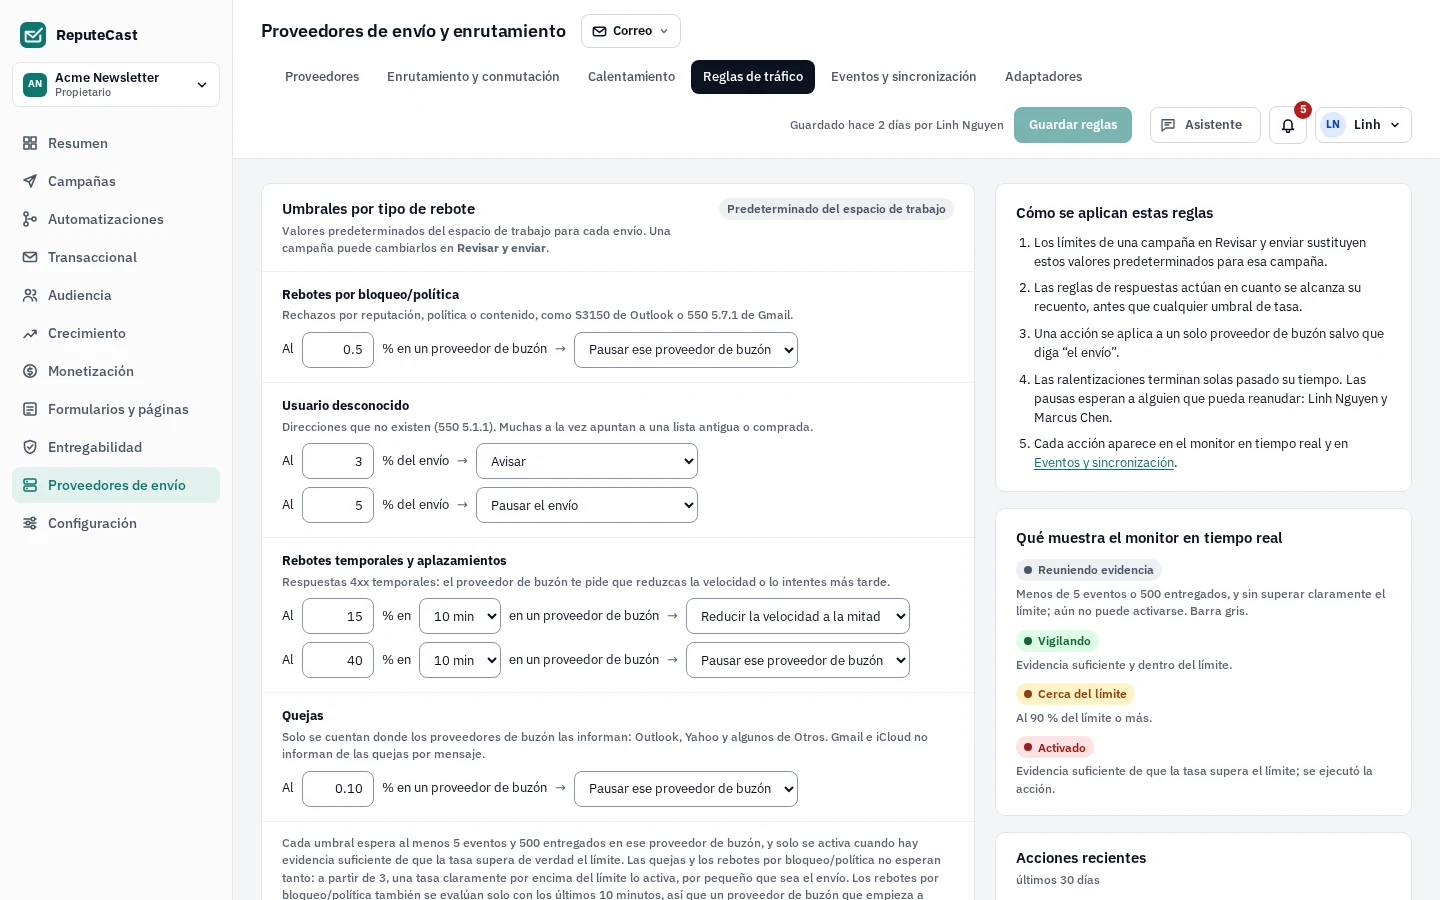 ReputeCast
AN
Acme Newsletter
Propietario
Resumen
Campañas
Automatizaciones
Transaccional
Audiencia
Crecimiento
Monetización
Formularios y páginas
Entregabilidad
Proveedores de envío
Configuración
Proveedores de envío y enrutamiento
Correo
Proveedores
Enrutamiento y conmutación
Calentamiento
Reglas de tráfico
Eventos y sincronización
Adaptadores
Guardado hace 2 días por Linh Nguyen
Guardar reglas
Asistente
5
LN
Linh
Umbrales por tipo de rebote
Predeterminado del espacio de trabajo
Valores predeterminados del espacio de trabajo para cada envío. Una
campaña puede cambiarlos en Revisar y enviar.
Rebotes por bloqueo/política
Rechazos por reputación, política o contenido, como S3150 de Outlook o 550 5.7.1 de Gmail.
Al 0.5 % en un proveedor de buzón → Pausar ese proveedor de buzón
Usuario desconocido
Direcciones que no existen (550 5.1.1). Muchas a la vez apuntan a una lista antigua o comprada.
Al 3 % del envío → Avisar
Al 5 % del envío → Pausar el envío
Rebotes temporales y aplazamientos
Respuestas 4xx temporales: el proveedor de buzón te pide que reduzcas la velocidad o lo intentes más tarde.
Al 15 % en 10 min en un proveedor de buzón → Reducir la velocidad a la mitad
Al 40 % en 10 min en un proveedor de buzón → Pausar ese proveedor de buzón
Quejas
Solo se cuentan donde los proveedores de buzón las informan: Outlook, Yahoo y algunos de Otros. Gmail e iCloud no
informan de las quejas por mensaje.
Al 0.10 % en un proveedor de buzón → Pausar ese proveedor de buzón
Cada umbral espera al menos 5 eventos y 500 entregados en ese proveedor de buzón, y solo se activa cuando hay
evidencia suficiente de que la tasa supera de verdad el límite. Las quejas y los rebotes por bloqueo/política no esperan
tanto: a partir de 3, una tasa claramente por encima del límite lo activa, por pequeño que sea el envío. Los rebotes por
bloqueo/política también se evalúan solo con los últimos 10 minutos, así que un proveedor de buzón que empieza a
Cómo se aplican estas reglas
1. Los límites de una campaña en Revisar y enviar sustituyen
estos valores predeterminados para esa campaña.
2. Las reglas de respuestas actúan en cuanto se alcanza su
recuento, antes que cualquier umbral de tasa.
3. Una acción se aplica a un solo proveedor de buzón salvo que
diga “el envío”.
4. Las ralentizaciones terminan solas pasado su tiempo. Las
pausas esperan a alguien que pueda reanudar: Linh Nguyen y
Marcus Chen.
5. Cada acción aparece en el monitor en tiempo real y en
Eventos y sincronización.
Qué muestra el monitor en tiempo real
Reuniendo evidencia
Menos de 5 eventos o 500 entregados, y sin superar claramente el
límite; aún no puede activarse. Barra gris.
Vigilando
Evidencia suficiente y dentro del límite.
Cerca del límite
Al 90 % del límite o más.
Activado
Evidencia suficiente de que la tasa supera el límite; se ejecutó la
acción.
Acciones recientes
últimos 30 días